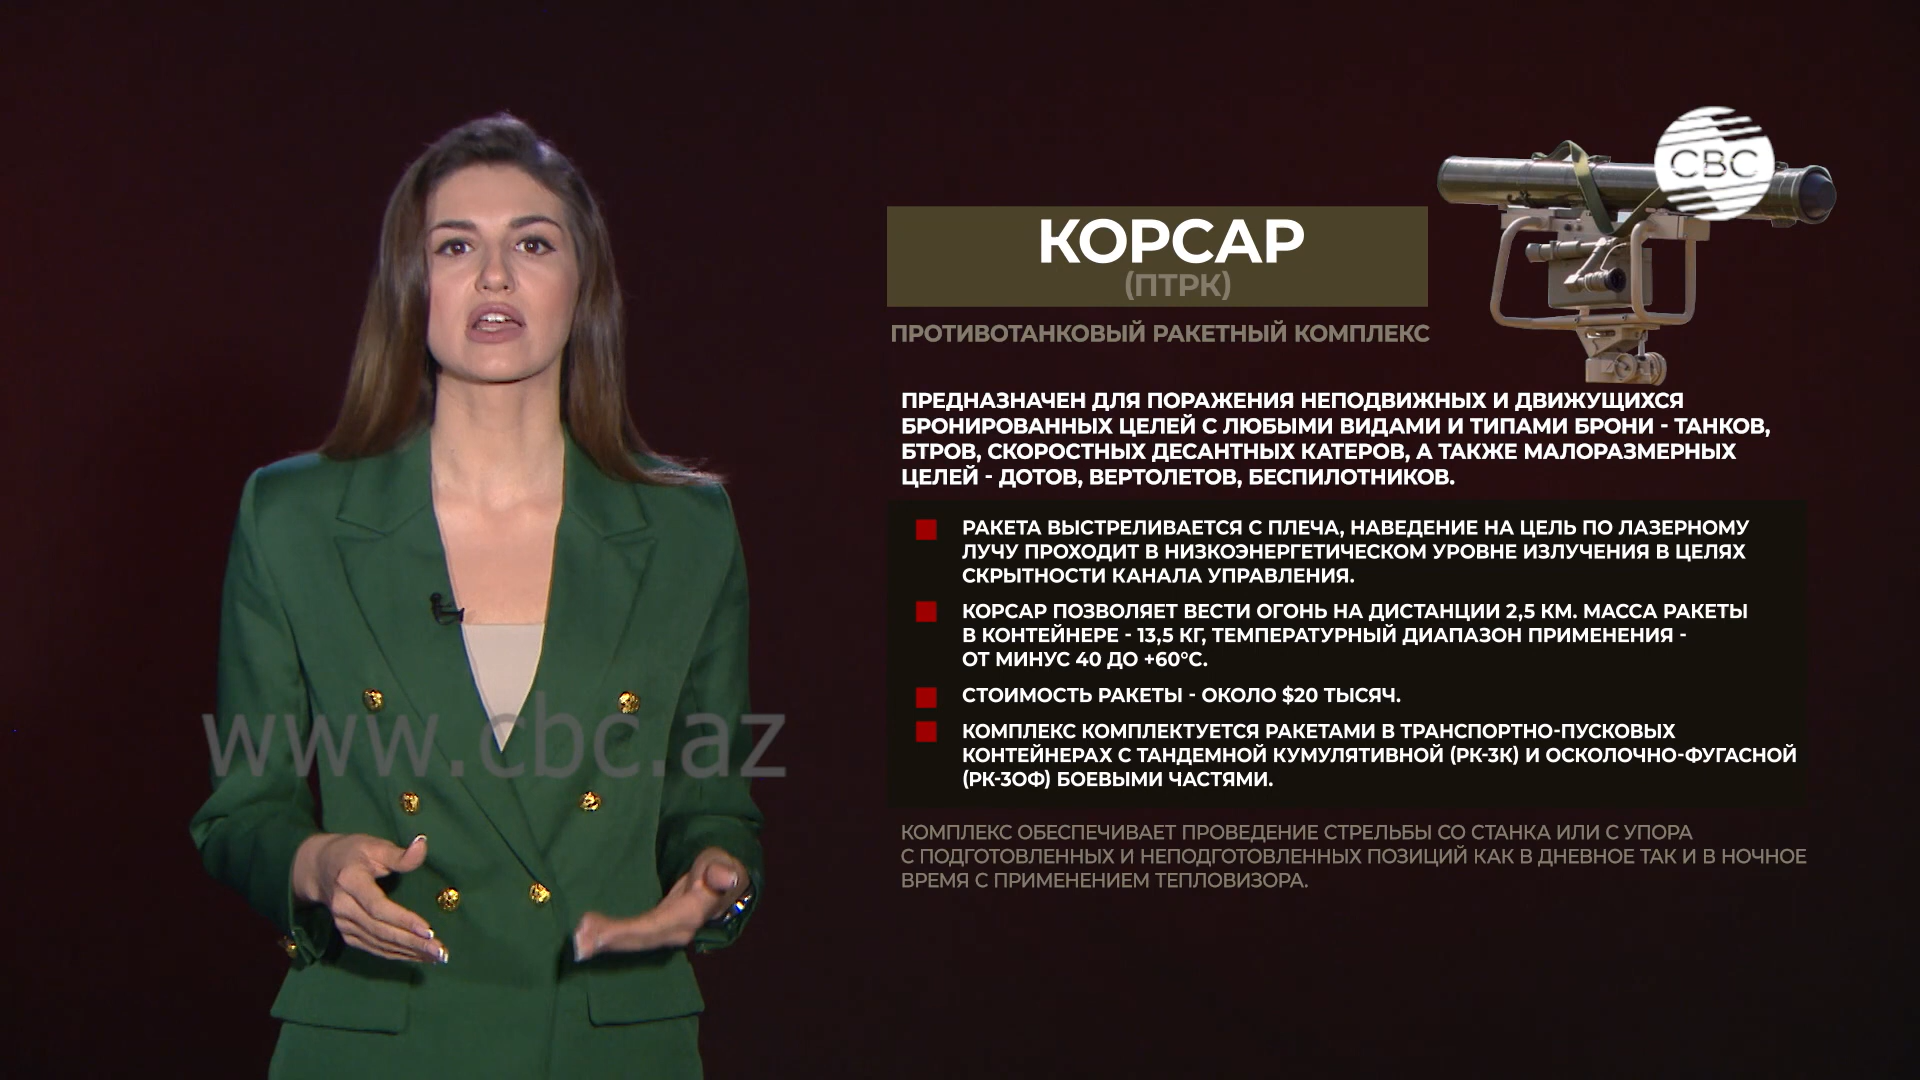 CBC
КОРСАР
(ПТРК)
ПРОТИВОТАНКОВЫЙ РАКЕТНЫЙ КОМПЛЕКС
ПРЕДНАЗНАЧЕН ДЛЯ ПОРАЖЕНИЯ НЕПОДВИЖНЫХ И ДВИЖУЩИХСЯ
БРОНИРОВАННЫХ ЦЕЛЕЙ С ЛЮБЫМИ ВИДАМИ И ТИПАМИ БРОНИ - ТАНКОВ,
БТРОВ, СКОРОСТНЫХ ДЕСАНТНЫХ КАТЕРОВ, А ТАКЖЕ МАЛОРАЗМЕРНЫХ
ЦЕЛЕЙ - ДОТОВ, ВЕРТОЛЕТОВ, БЕСПИЛОТНИКОВ.
РАКЕТА ВЫСТРЕЛИВАЕТСЯ С ПЛЕЧА, НАВЕДЕНИЕ НА ЦЕЛЬ ПО ЛАЗЕРНОМУ
ЛУЧУ ПРОХОДИТ В НИЗКОЭНЕРГЕТИЧЕСКОМ УРОВНЕ ИЗЛУЧЕНИЯ В ЦЕЛЯХ
СКРЫТНОСТИ КАНАЛА УПРАВЛЕНИЯ.
КОРСАР ПОЗВОЛЯЕТ ВЕСТИ ОГОНЬ НА ДИСТАНЦИИ 2,5 КМ. МАССА РАКЕТЫ
В КОНТЕЙНЕРЕ - 13,5 КГ, ТЕМПЕРАТУРНЫЙ ДИАПАЗОН ПРИМЕНЕНИЯ -
ОТ МИНУС 40 ДО +60°С.
СТОИМОСТЬ РАКЕТЫ - ОКОЛО $20 ТЫСЯЧ.
КОМПЛЕКС КОМПЛЕКТУЕТСЯ РАКЕТАМИ В ТРАНСПОРТНО-ПУСКОВЫХ
КОНТЕЙНЕРАХ С ТАНДЕМНОЙ КУМУЛЯТИВНОЙ (РК-3К) И ОСКОЛОЧНО-ФУГАСНОЙ
(РК-3ОФ) БОЕВЫМИ ЧАСТЯМИ.
КОМПЛЕКС ОБЕСПЕЧИВАЕТ ПРОВЕДЕНИЕ СТРЕЛЬБЫ СО СТАНКА ИЛИ С УПОРА
С ПОДГОТОВЛЕННЫХ И НЕПОДГОТОВЛЕННЫХ ПОЗИЦИЙ КАК В ДНЕВНОЕ ТАК И В НОЧНОЕ
ВРЕМЯ С ПРИМЕНЕНИЕМ ТЕПЛОВИЗОРА.
www.cbc.az